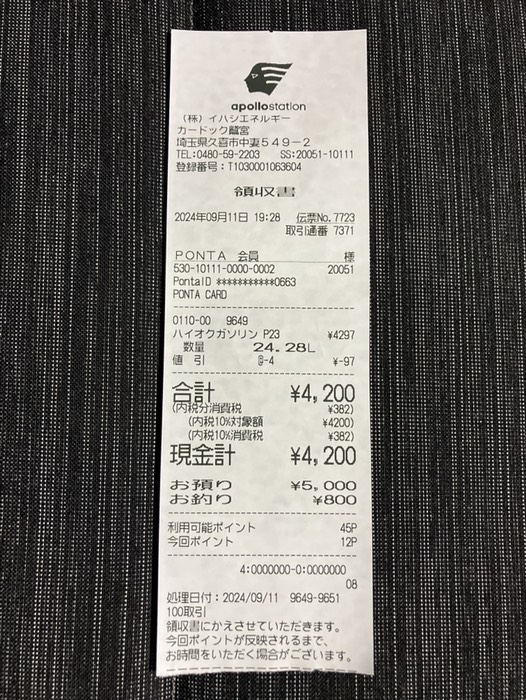 apollostation
(株)イハシエネルギー
カードック鷲宮
埼玉県久喜市中妻549-2
TEL:0480-59-2203 SS:20051-10111
登録番号:T1030001063604
領収書
2024年09月11日 19:28 伝票No.7723
取引通番 7371
PONTA 会員 様
530-10111-0000-0002 20051
PontaID ***********0663
PONTA CARD
0110-00 9649
ハイオクガソリン P23 ¥4297
数量 24.28L
値 引 @-4 ¥-97
合計 ¥4,200
(内税分消費税 ¥382)
(内税10%対象額 ¥4200)
(内税10%消費税 ¥382)
現金計 ¥4,200
お預り ¥5,000
お釣り ¥800
利用可能ポイント 45P
今回ポイント 12P
4:0000000-0:0000000
08
処理日付:2024/09/11 9649-9651
100取引
領収書にかえさせていただきます。
今回ポイントが反映されるまで、
お時間をいただく場合がございます。